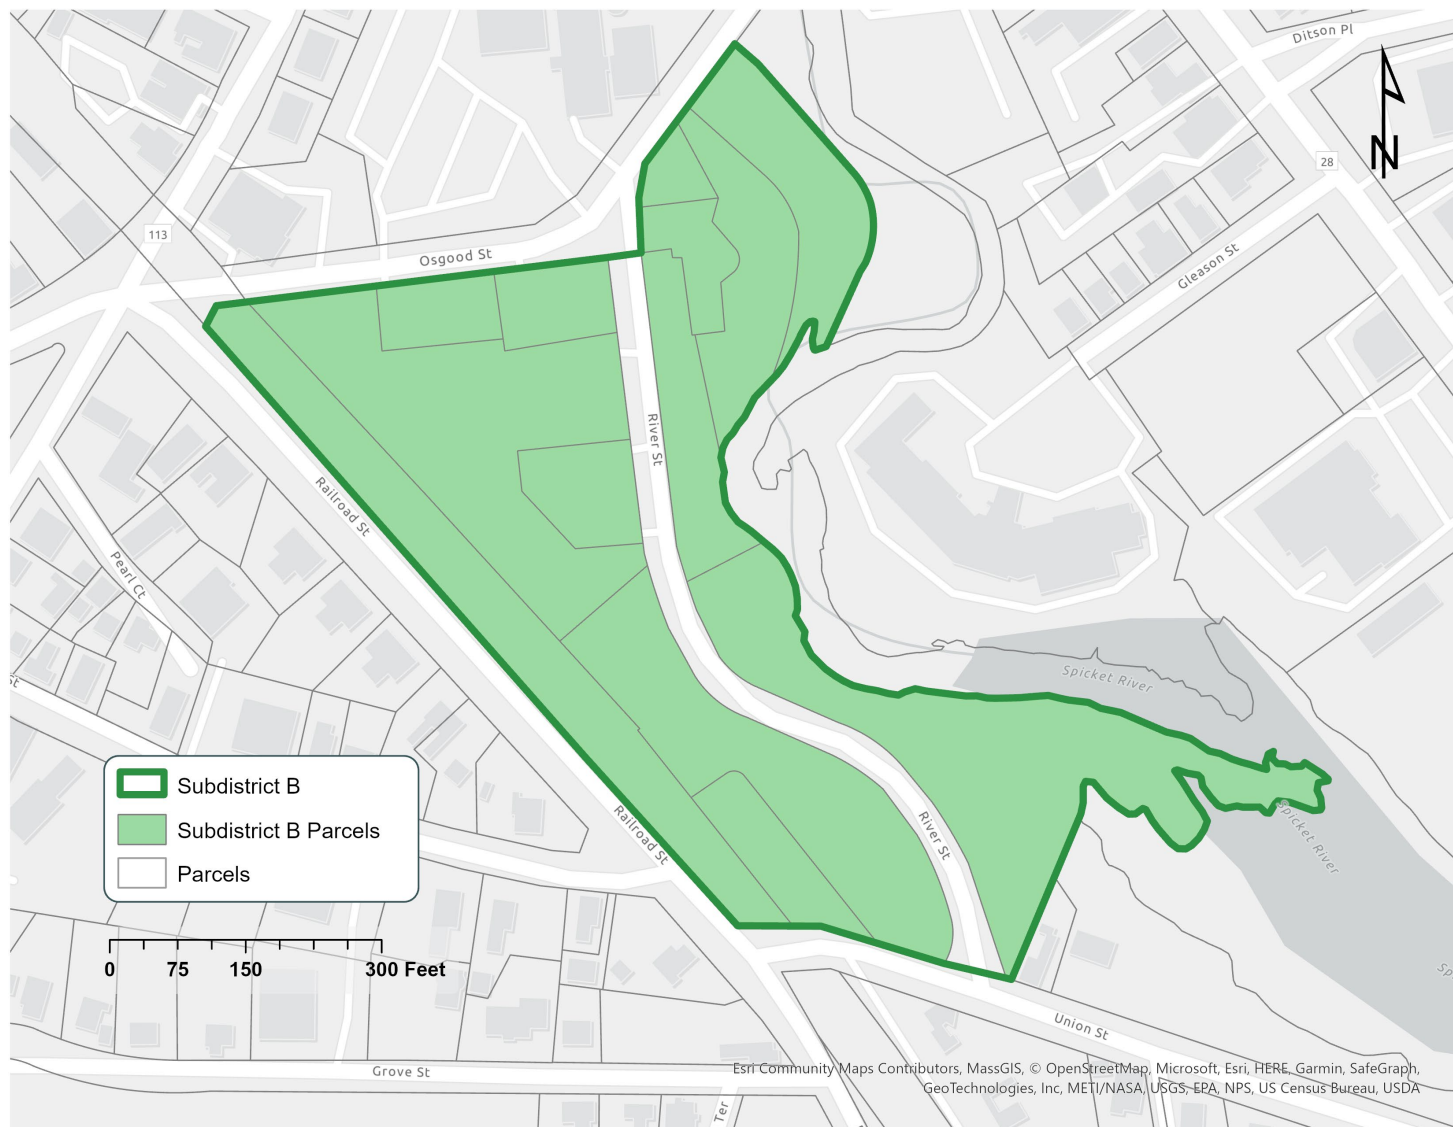 Ditson Pl
N
28
113
Osgood St
Gleason St
River St
Railroad St
Pearl Ct
Spicket River
St
Subdistrict B
Subdistrict B Parcels
Parcels
Railroad St
River St
Spicket River
0 75 150 300 Feet
Sp
Union St
Grove St
Ter
Esri Community Maps Contributors, MassGIS, © OpenStreetMap, Microsoft, Esri, HERE, Garmin, SafeGraph,
GeoTechnologies, Inc, METI/NASA, USGS, EPA, NPS, US Census Bureau, USDA